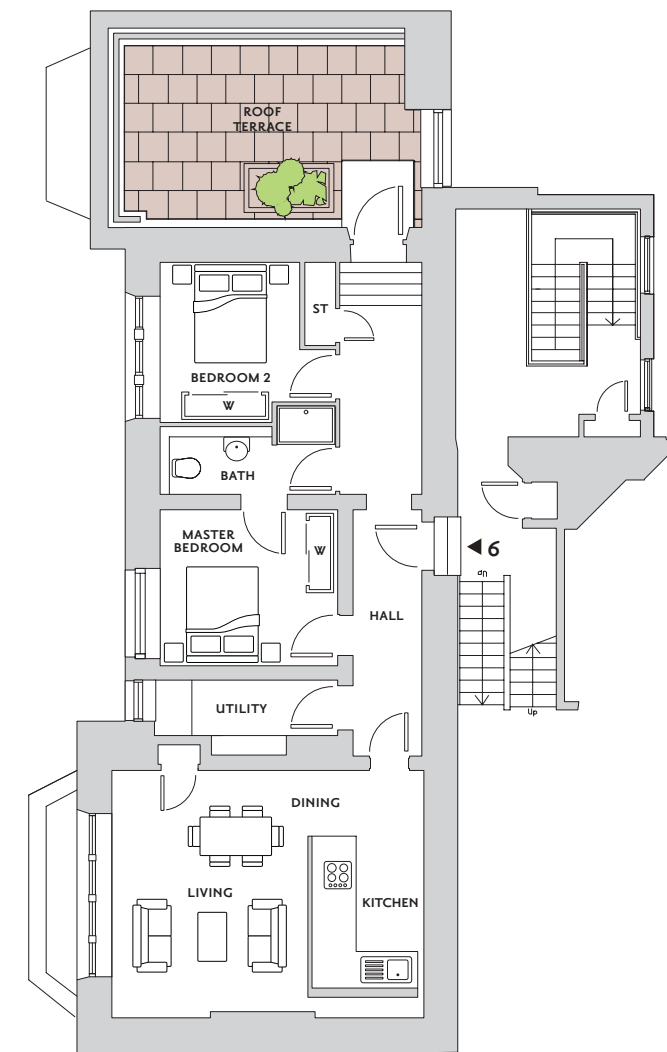 ROOF
TERRACE
ST
BEDROOM 2
W
BATH
MASTER
BEDROOM
W
6
Up
HALL
UTILITY
Up
DINING
LIVING
KITCHEN